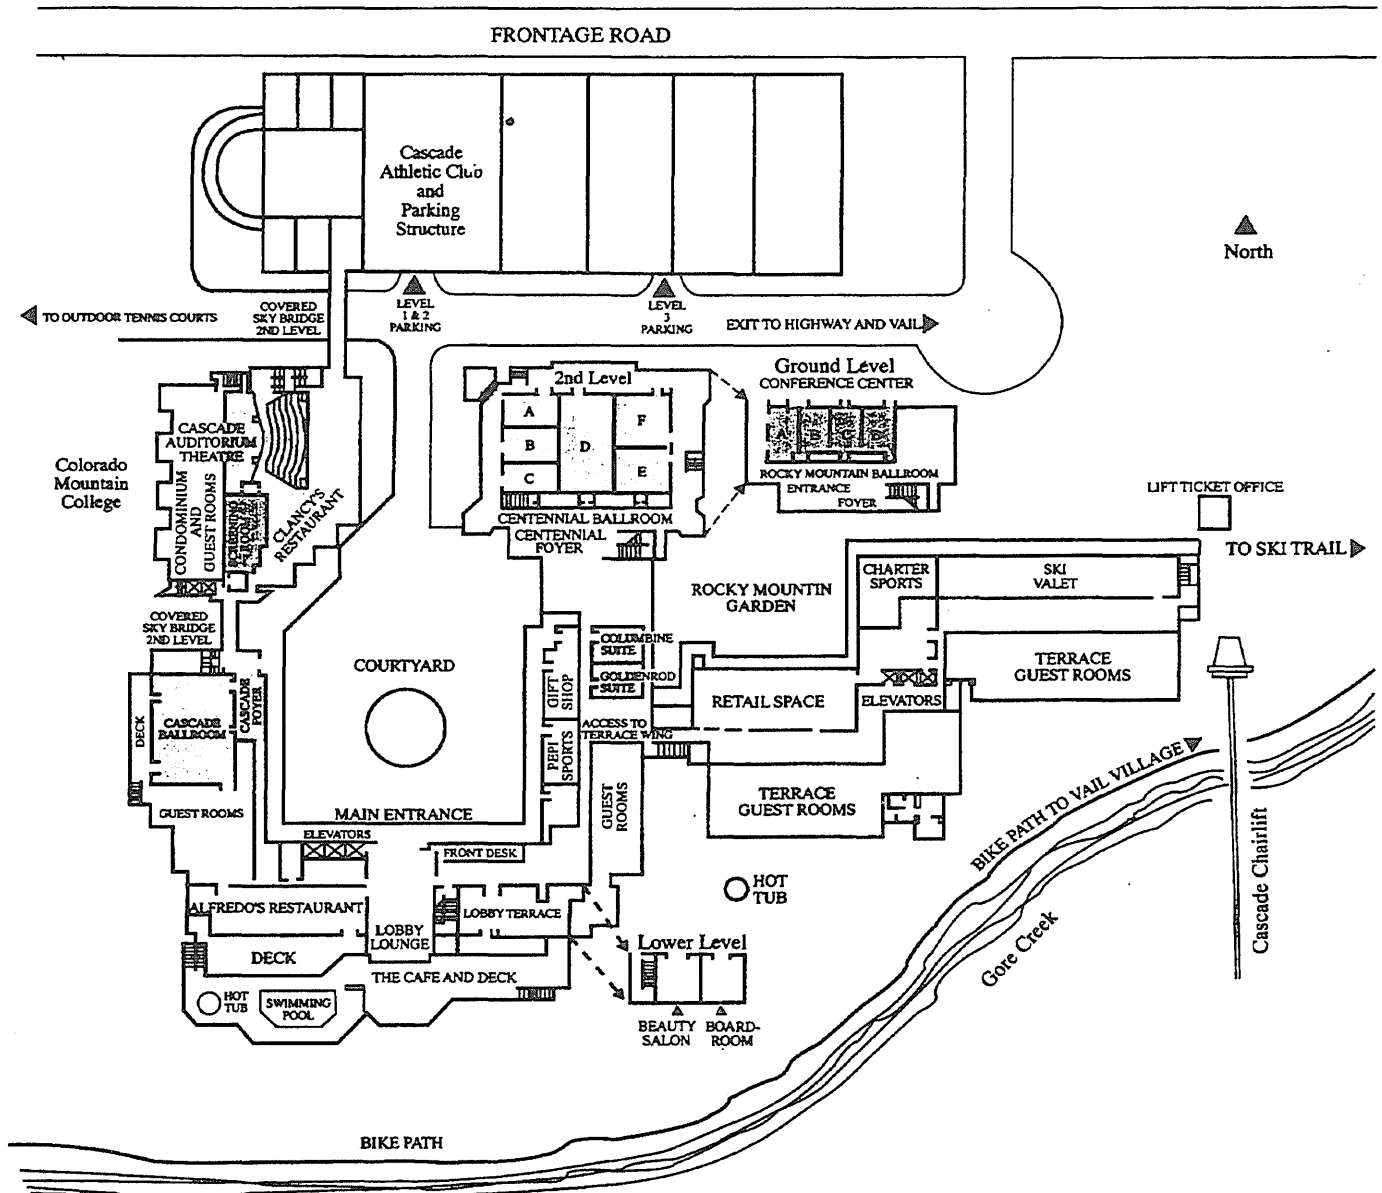 FRONTAGE ROAD
Cascade
Athletic Club
and
Parking
Structure
North
TO OUTDOOR TENNIS COURTS
COVERED
SKY BRIDGE
2ND LEVEL
LEVEL
1 & 2
PARKING
LEVEL
3
PARKING
EXIT TO HIGHWAY AND VAIL
2nd Level
A
B
C
D
F
E
CENTENNIAL BALLROOM
CENTENNIAL
FOYER
Ground Level
CONFERENCE CENTER
A
ROCKY MOUNTAIN BALLROOM
ENTRANCE
FOYER
CASCADE
AUDITORIUM
THEATRE
Colorado
Mountain
College
CONDOMINIUM
AND
GUEST ROOMS
CLANCY'S
RESTAURANT
LIFT TICKET OFFICE
TO SKI TRAIL
CHARTER
SPORTS
SKI
VALET
ROCKY MOUNTIN
GARDEN
COVERED
SKY BRIDGE
2ND LEVEL
COURTYARD
COLUMBINE
SUITE
GOLDENROD
SUITE
GIFT
SHOP
TERRACE
GUEST ROOMS
RETAIL SPACE
ELEVATORS
DECK
CASCADE
BALLROOM
CASCADE
FOYER
ACCESS TO
TERRACE WING
PEPI
SPORTS
BIKE PATH TO VAIL VILLAGE
GUEST ROOMS
MAIN ENTRANCE
GUEST
ROOMS
TERRACE
GUEST ROOMS
ELEVATORS
FRONT DESK
HOT
TUB
Cascade Chairlift
Gore Creek
ALFREDO'S RESTAURANT
LOBBY
LOUNGE
LOBBY TERRACE
DECK
THE CAFE AND DECK
Lower Level
HOT
TUB
SWIMMING
POOL
BEAUTY
SALON
BOARD-
ROOM
BIKE PATH